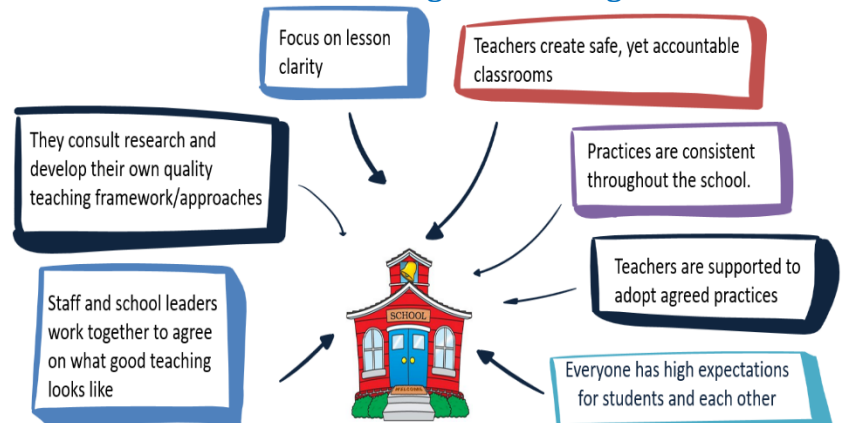 Focus on lesson
clarity
Teachers create safe, yet accountable
classrooms
They consult research and
develop their own quality
teaching framework/approaches
Practices are consistent
throughout the school.
Teachers are supported to
adopt agreed practices
Staff and school leaders
work together to agree
on what good teaching
looks like
SCHOOL
Everyone has high expectations
for students and each other